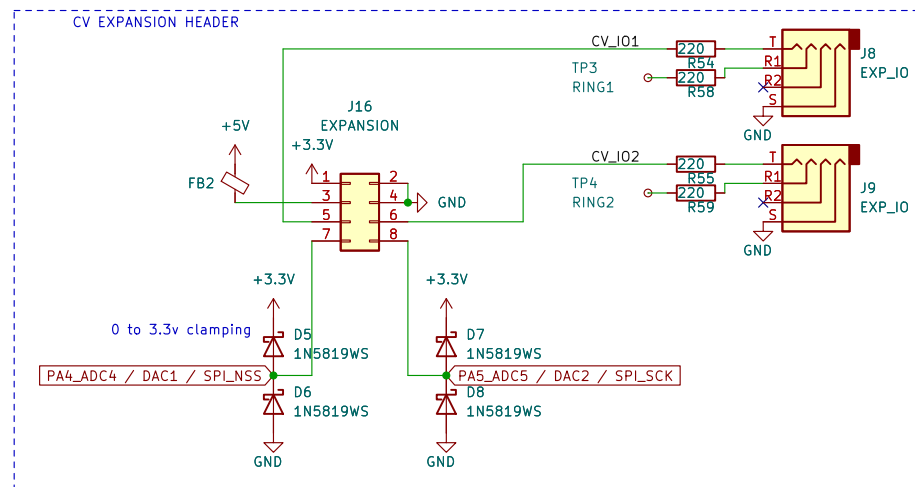 CV EXPANSION HEADER
CV_IO1
220
R54
T
R1
R2
S
J8
EXP_IO
TP3
RING1
220
R58
GND
J16
EXPANSION
+5V
+3.3V
FB2
1
2
3
4
5
6
7
8
GND
CV_IO2
220
R55
T
R1
R2
S
J9
EXP_IO
TP4
RING2
220
R59
GND
+3.3V
+3.3V
0 to 3.3v clamping
D5
1N5819WS
D7
1N5819WS
PA4_ADC4 / DAC1 / SPI_NSS
PA5_ADC5 / DAC2 / SPI_SCK
D6
1N5819WS
D8
1N5819WS
GND
GND